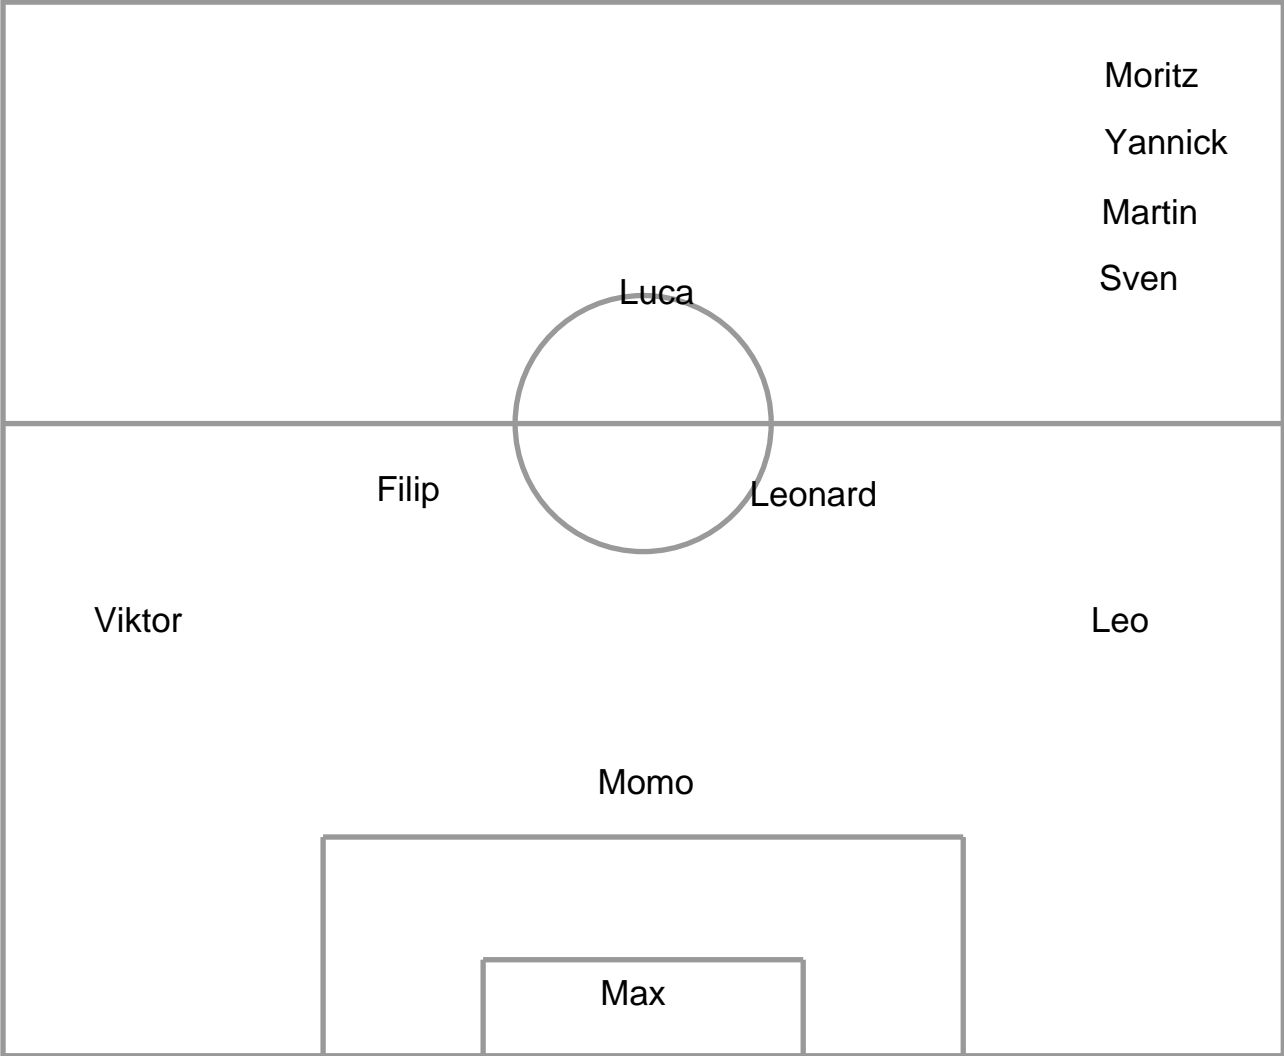 Moritz
Yannick
Martin
Sven
Luca
Filip
Leonard
Viktor
Leo
Momo
Max